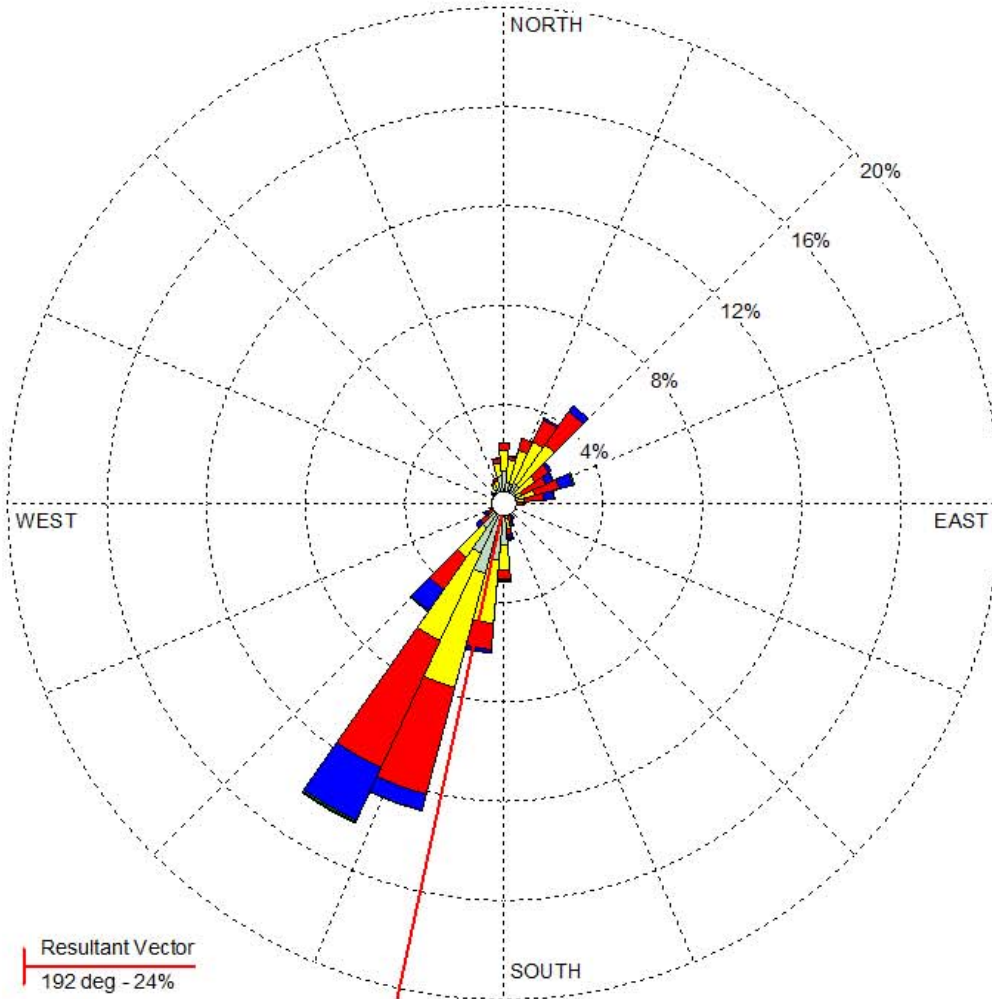 NORTH
20%
16%
12%
8%
4%
WEST
EAST
Resultant Vector
192 deg - 24%
SOUTH